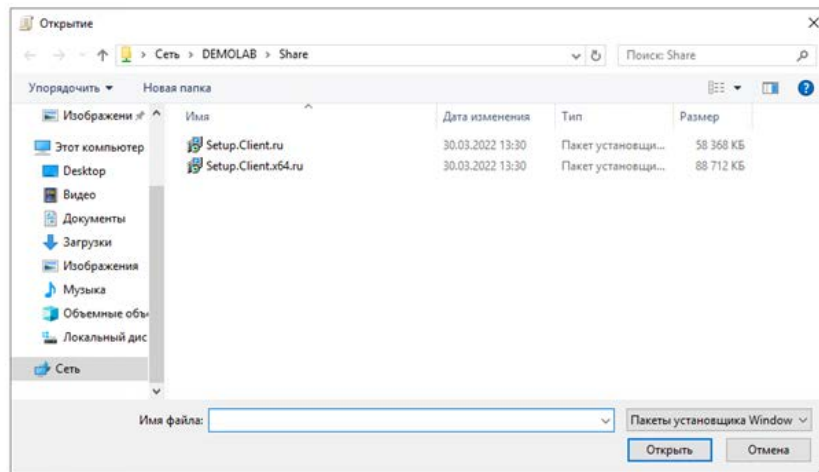 Открытие
Сеть > DEMOLAB > Share
Поиск: Share
Упорядочить
Новая папка
Изображени
Имя
Дата изменения
Тип
Размер
Этот компьютер
Setup.Client.ru
30.03.2022 13:30
Пакет установщи...
58 368 КБ
Desktop
Setup.Client.x64.ru
30.03.2022 13:30
Пакет установщи...
88 712 КБ
Видео
Документы
Загрузки
Изображения
Музыка
Объемные объ
Локальный дис
Сеть
Имя файла:
Пакеты установщика Window
Открыть
Отмена